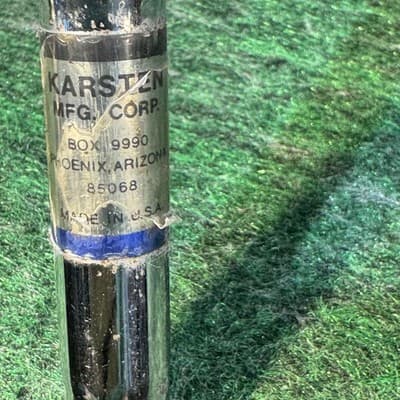 KARSTEN
MFG. CORP.
BOX 9990
PHOENIX, ARIZONA
85068
MADE IN U.S.A.